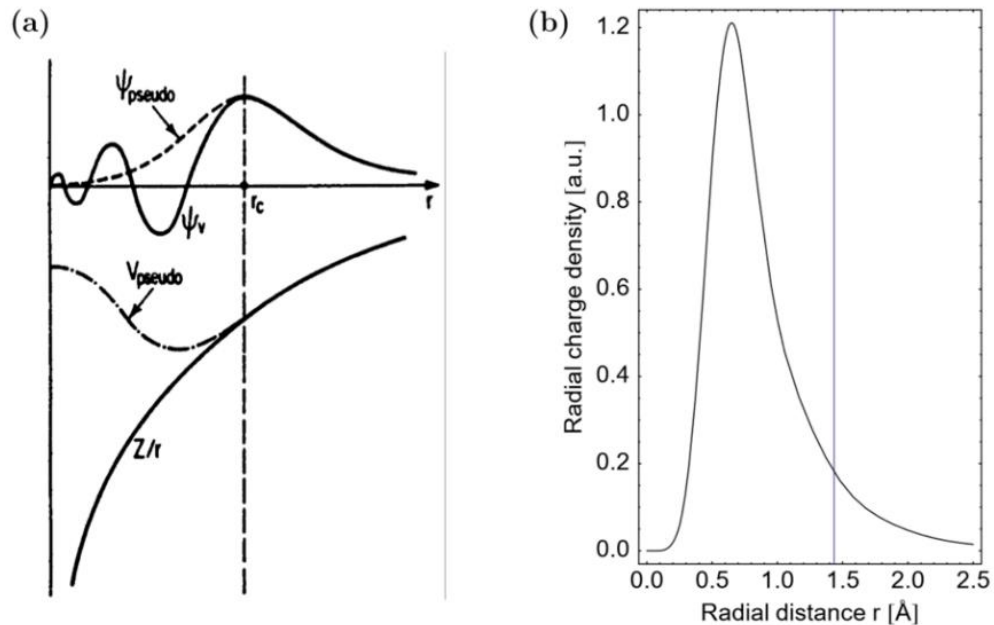 (a)
ψpseudo
rc
r
ψv
Vpseudo
Z/r
(b)
Radial charge density [a.u.]
1.2
1.0
0.8
0.6
0.4
0.2
0.0
0.0 0.5 1.0 1.5 2.0 2.5
Radial distance r [Å]